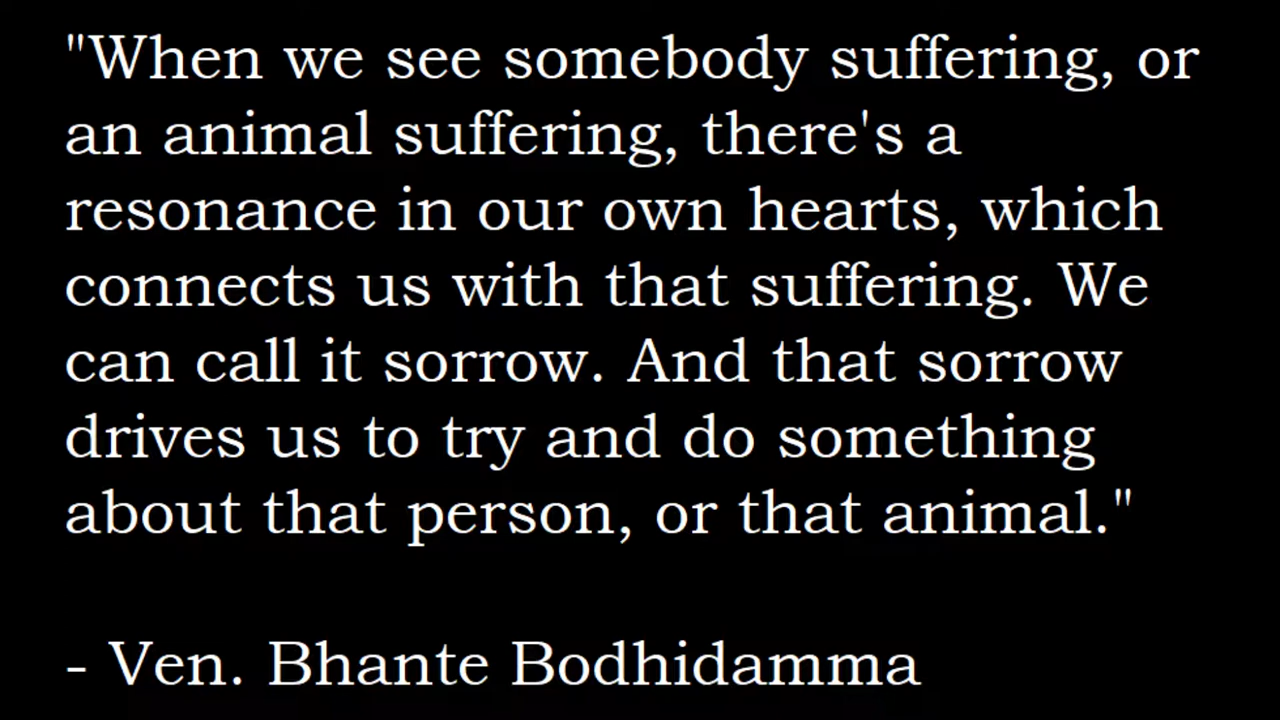 "When we see somebody suffering, or
an animal suffering, there's a
resonance in our own hearts, which
connects us with that suffering. We
can call it sorrow. And that sorrow
drives us to try and do something
about that person, or that animal."
- Ven. Bhante Bodhidamma